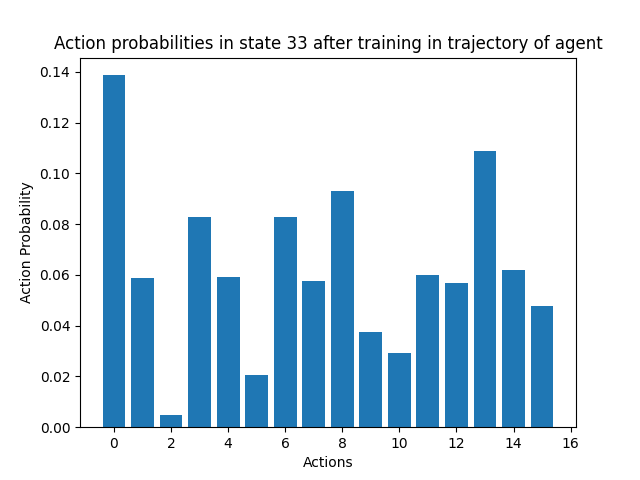 Action probabilities in state 33 after training in trajectory of agent
0.14
0.12
0.10
0.08
0.06
0.04
0.02
0.00
Action Probability
0 2 4 6 8 10 12 14 16
Actions